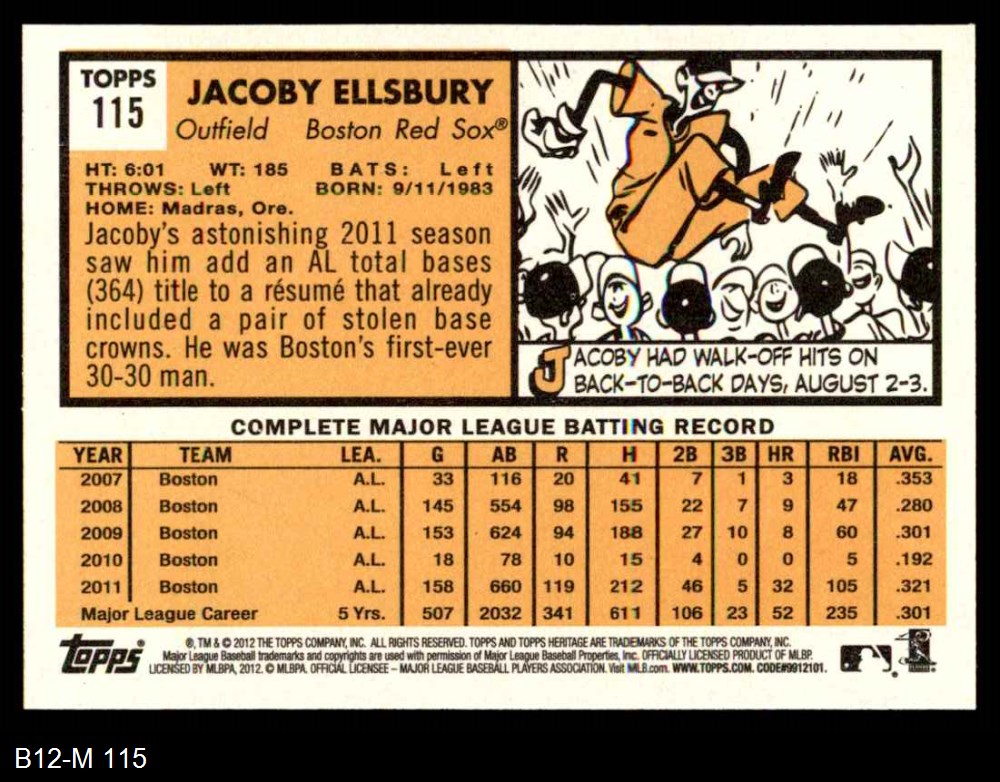 TOPPS
115
JACOBY ELLSBURY
Outfield Boston Red Sox®
HT: 6:01 WT: 185 BATS: Left
THROWS: Left BORN: 9/11/1983
HOME: Madras, Ore.
Jacoby's astonishing 2011 season
saw him add an AL total bases
(364) title to a résumé that already
included a pair of stolen base
crowns. He was Boston's first-ever
30-30 man.
JACOBY HAD WALK-OFF HITS ON
BACK-TO-BACK DAYS, AUGUST 2-3.
COMPLETE MAJOR LEAGUE BATTING RECORD
YEAR TEAM LEA. G AB R H 2B 3B HR RBI AVG.
2007 Boston A.L. 33 116 20 41 7 1 3 18 .353
2008 Boston A.L. 145 554 98 155 22 7 9 47 .280
2009 Boston A.L. 153 624 94 188 27 10 8 60 .301
2010 Boston A.L. 18 78 10 15 4 0 0 5 .192
2011 Boston A.L. 158 660 119 212 46 5 32 105 .321
Major League Career 5 Yrs. 507 2032 341 611 106 23 52 235 .301
Topps®
®, TM & © 2012 THE TOPPS COMPANY, INC. ALL RIGHTS RESERVED. TOPPS AND TOPPS HERITAGE ARE TRADEMARKS OF THE TOPPS COMPANY, INC.
Major League Baseball trademarks and copyrights are used with permission of Major League Baseball Properties, Inc. OFFICIALLY LICENSED PRODUCT OF MLBP.
LICENSED BY MLBPA, 2012. © MLBPA. OFFICIAL LICENSEE – MAJOR LEAGUE BASEBALL PLAYERS ASSOCIATION. Visit MLB.com. WWW.TOPPS.COM. CODE#9912101.
B12-M 115